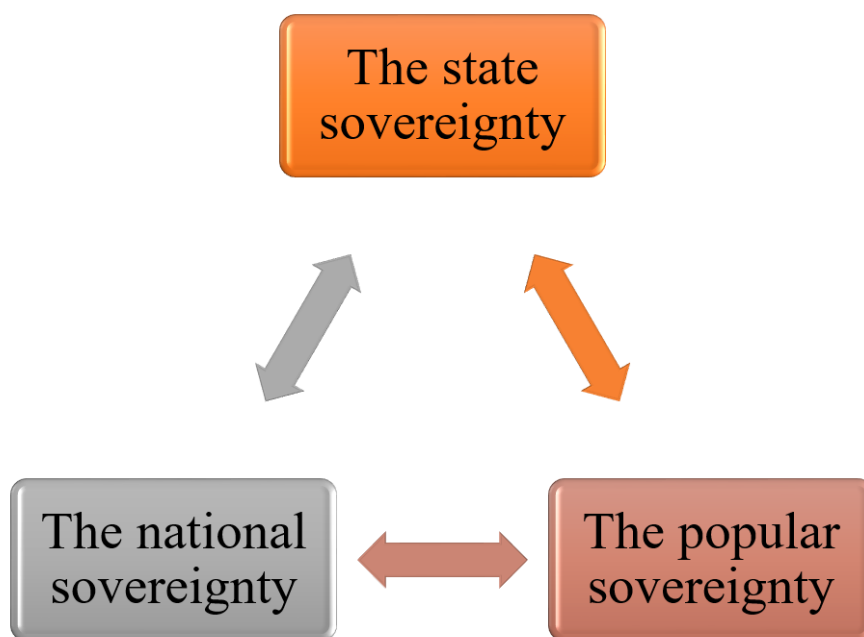 The state
sovereignty
The national
sovereignty
The popular
sovereignty